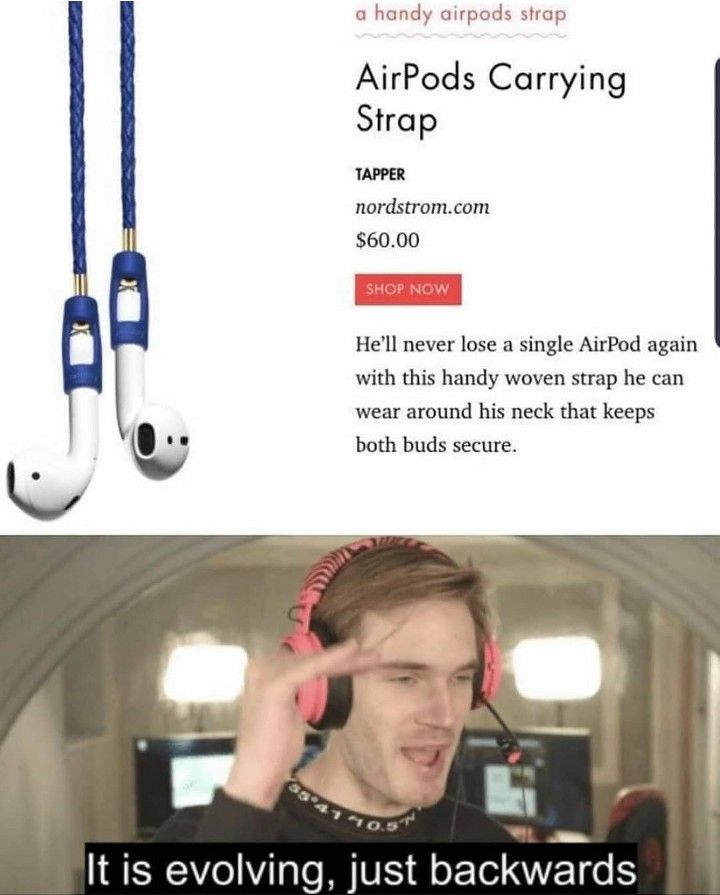 a handy airpods strap
AirPods Carrying
Strap
TAPPER
nordstrom.com
$60.00
SHOP NOW
He'll never lose a single AirPod again
with this handy woven strap he can
wear around his neck that keeps
both buds secure.
55°41'10.5"N
It is evolving, just backwards